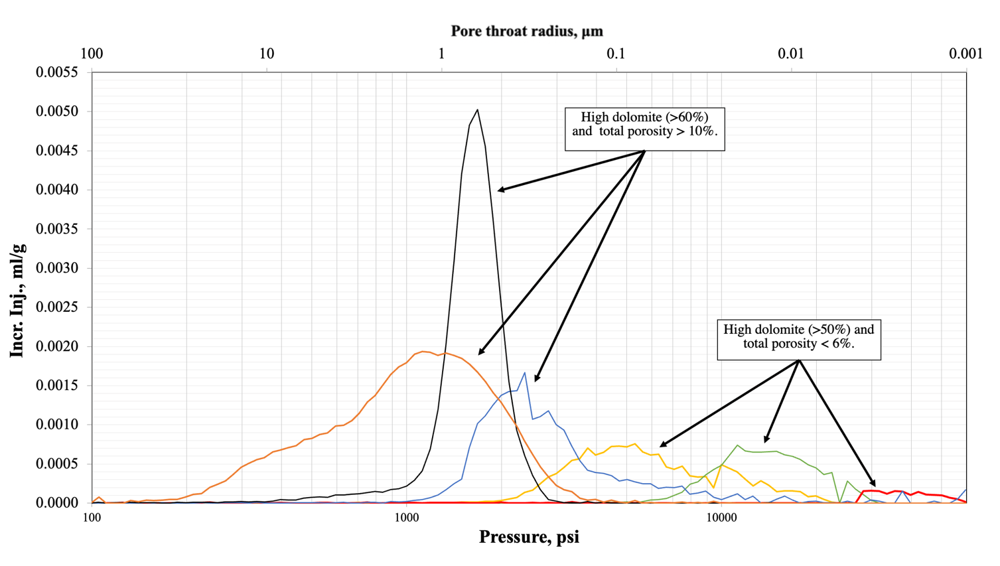 Pore throat radius, µm
100 10 1 0.1 0.01 0.001
0.0055
0.0050
0.0045
0.0040
0.0035
0.0030
0.0025
0.0020
0.0015
0.0010
0.0005
0.0000
Incr. Inj., ml/g
High dolomite (>60%)
and total porosity > 10%.
High dolomite (>50%) and
total porosity < 6%.
100 1000 10000
Pressure, psi